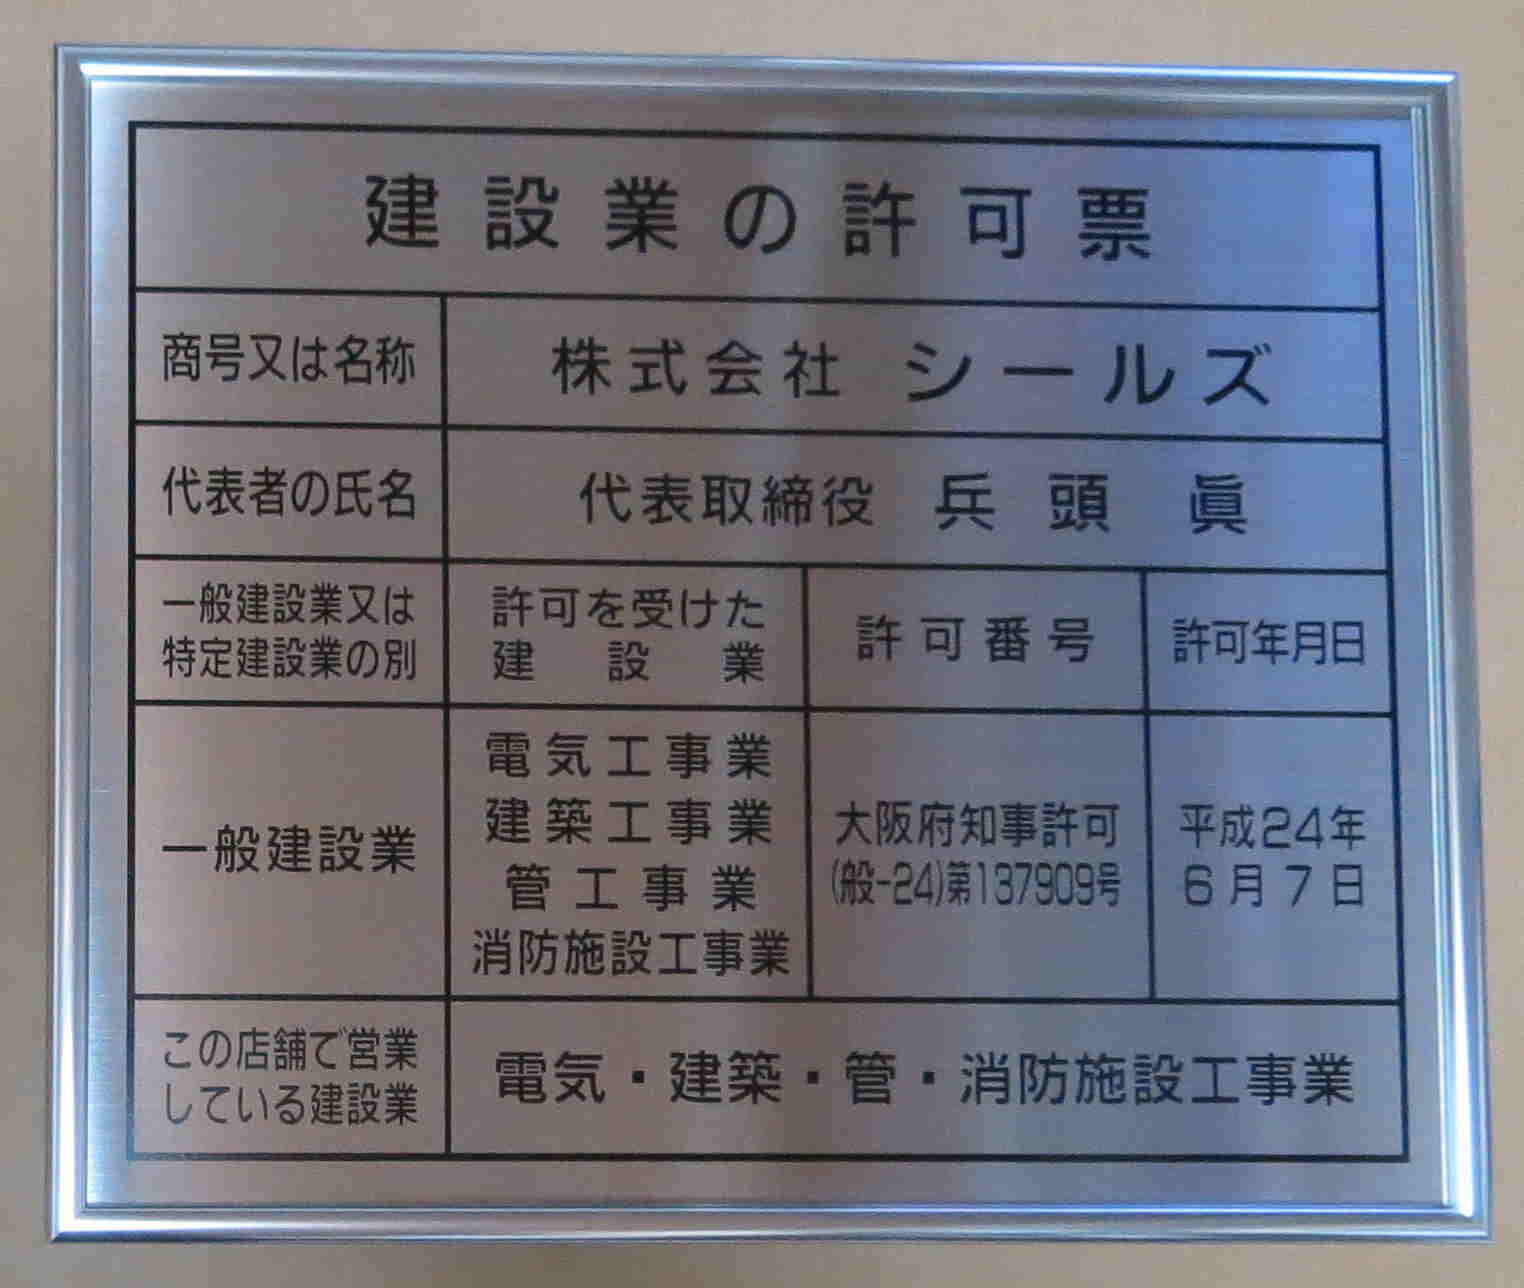 建設業の許可票
商号又は名称
株式会社 シールズ
代表者の氏名
代表取締役 兵頭 眞
一般建設業又は
特定建設業の別
許可を受けた
建設業
許可番号
許可年月日
一般建設業
電気工事業
建築工事業
管工事業
消防施設工事業
大阪府知事許可
(般-24)第137909号
平成24年
6月7日
この店舗で営業
している建設業
電気・建築・管・消防施設工事業